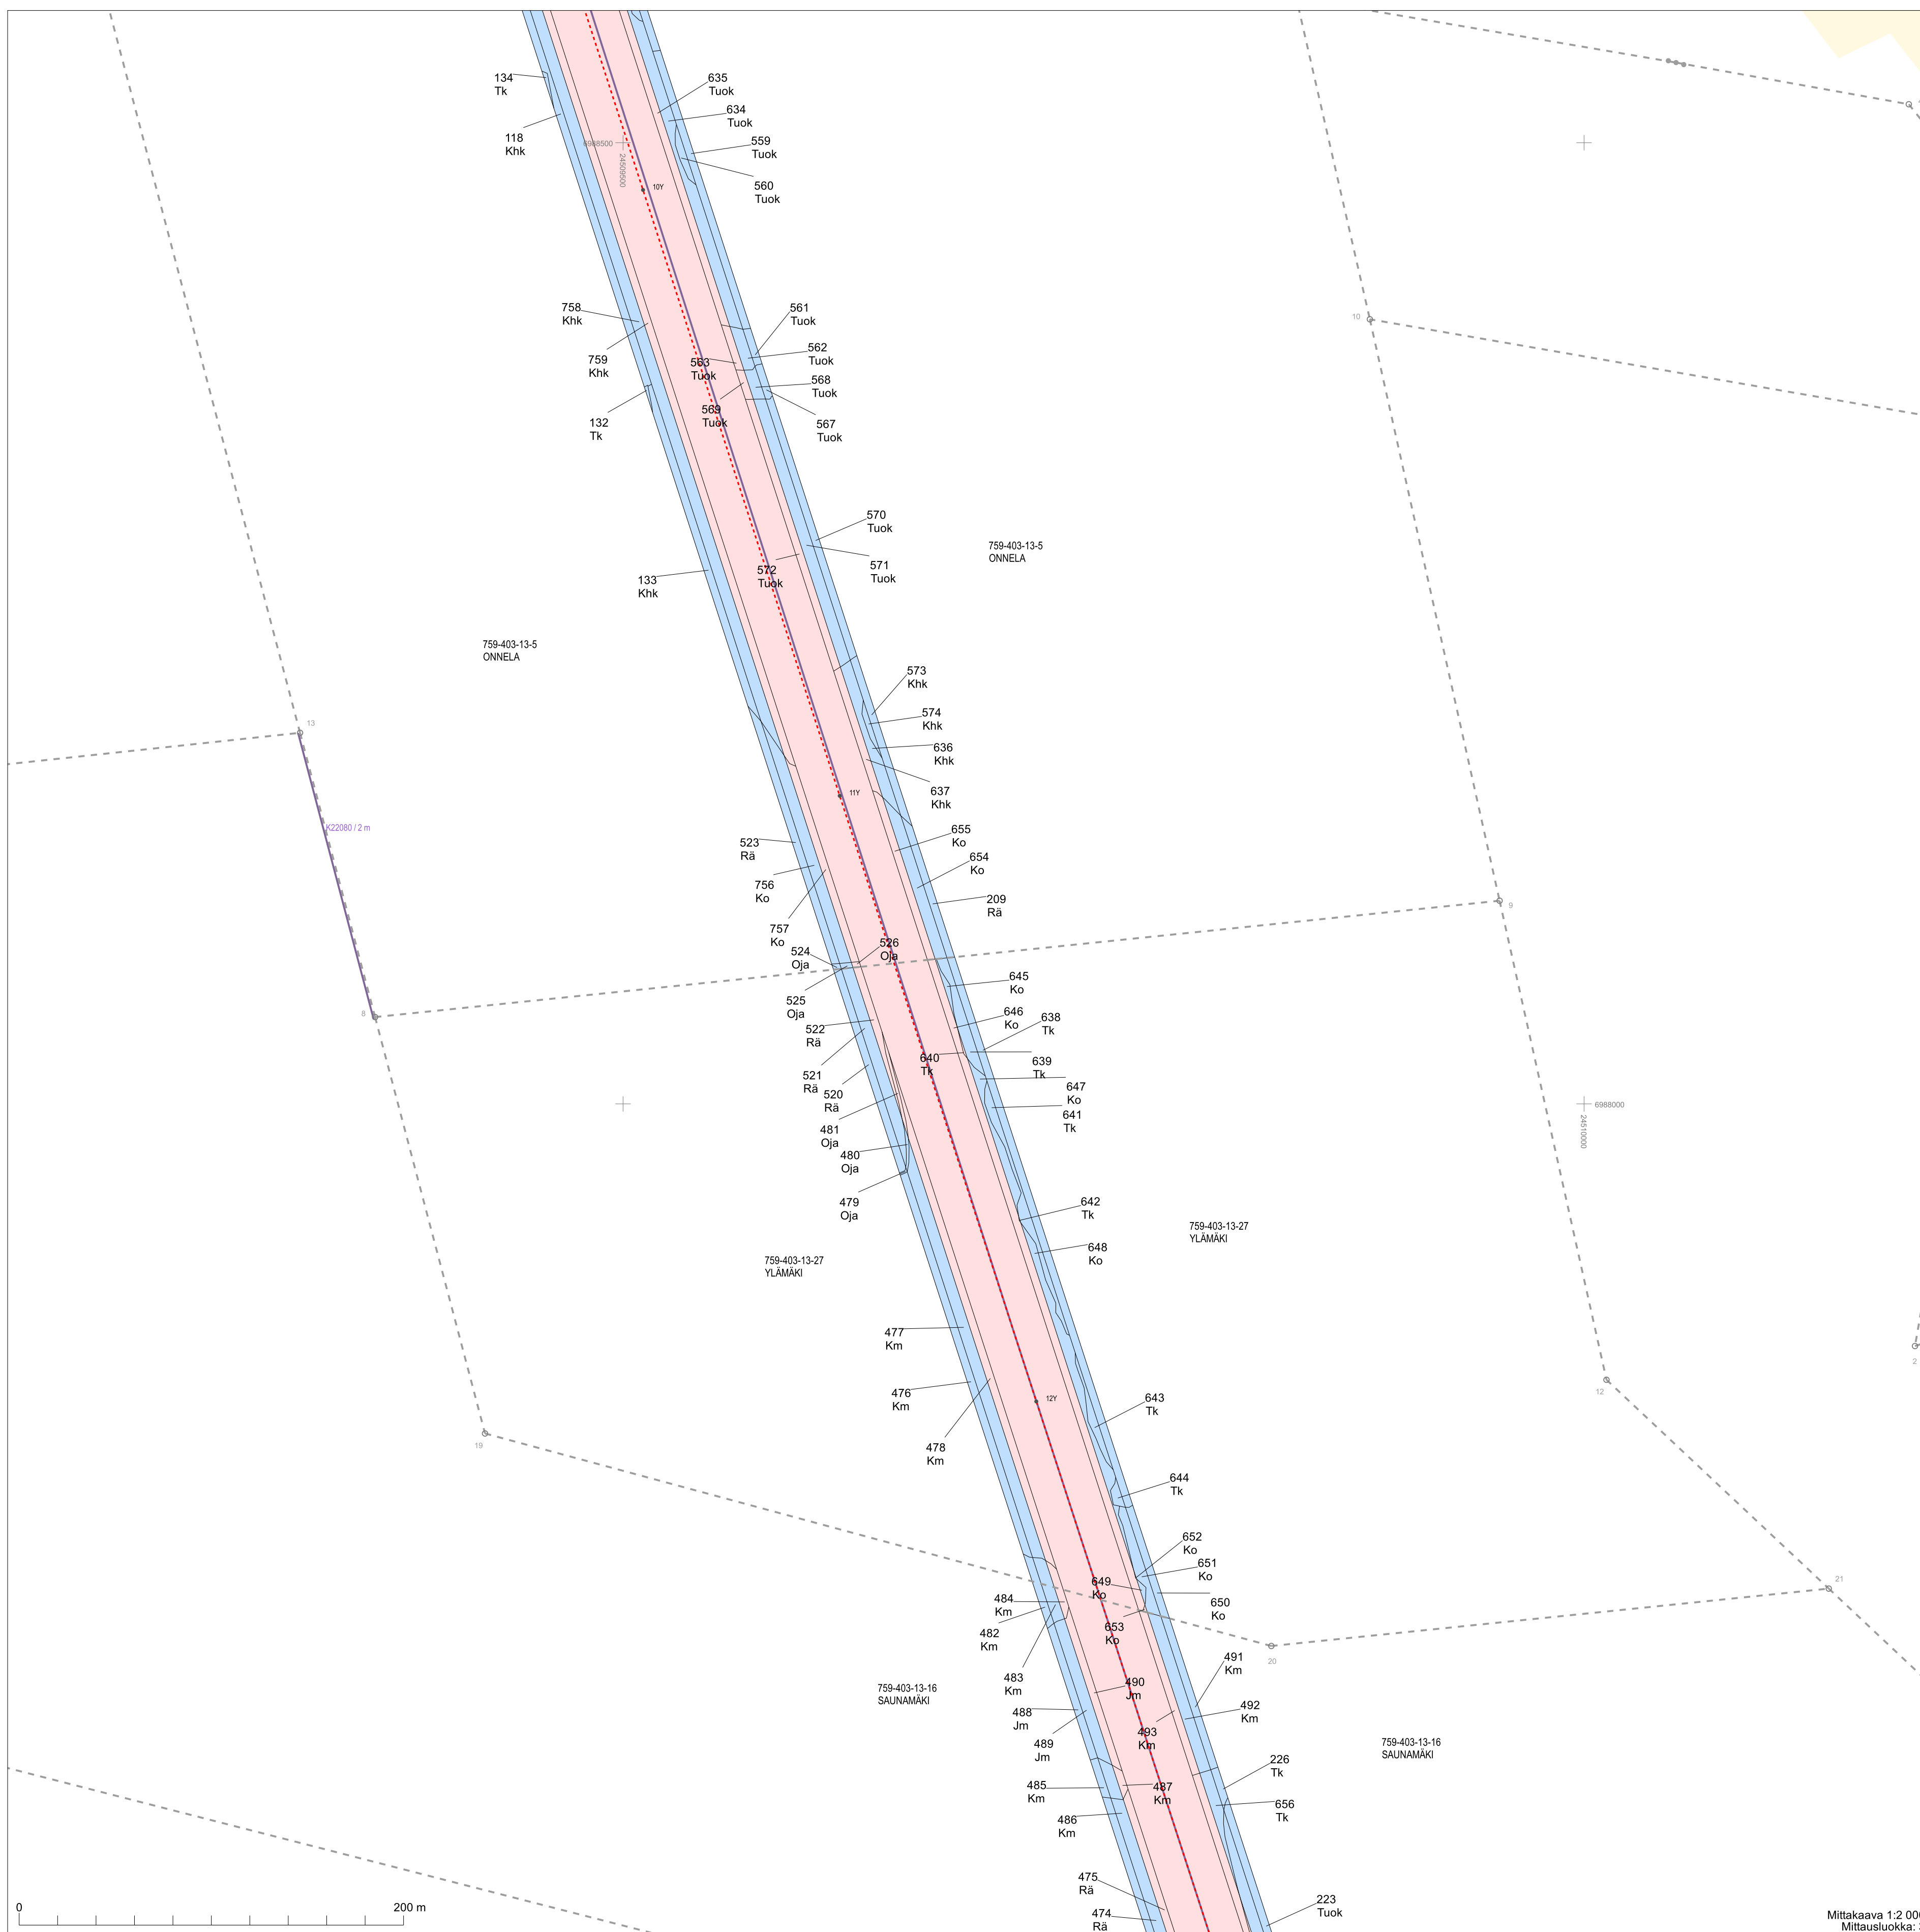 134
Tk
635
Tuok
634
Tuok
118
Khk
559
Tuok
6988500
24509500
10Y
560
Tuok
758
Khk
561
Tuok
10
759
Khk
563
Tuok
562
Tuok
568
Tuok
132
Tk
569
Tuok
567
Tuok
570
Tuok
759-403-13-5
ONNELA
133
Khk
572
Tuok
571
Tuok
759-403-13-5
ONNELA
573
Khk
13
574
Khk
636
Khk
11Y
637
Khk
K22080 / 2 m
523
Rä
655
Ko
654
Ko
756
Ko
209
Rä
9
757
Ko
524
Oja
526
Oja
525
Oja
645
Ko
8
522
Rä
646
Ko
638
Tk
640
Tk
639
Tk
521
Rä
520
Rä
647
Ko
641
Tk
6988000
24510000
481
Oja
480
Oja
479
Oja
642
Tk
759-403-13-27
YLÄMÄKI
648
Ko
759-403-13-27
YLÄMÄKI
477
Km
2
476
Km
12Y
643
Tk
12
19
478
Km
644
Tk
652
Ko
651
Ko
649
Ko
484
Km
650
Ko
21
482
Km
653
Ko
20
483
Km
491
Km
759-403-13-16
SAUNAMÄKI
490
Jm
488
Jm
492
Km
489
Jm
493
Km
759-403-13-16
SAUNAMÄKI
226
Tk
485
Km
487
Km
656
Tk
486
Km
475
Rä
223
Tuok
474
Rä
0
200 m
Mittakaava 1:2 00
Mittausluokka: